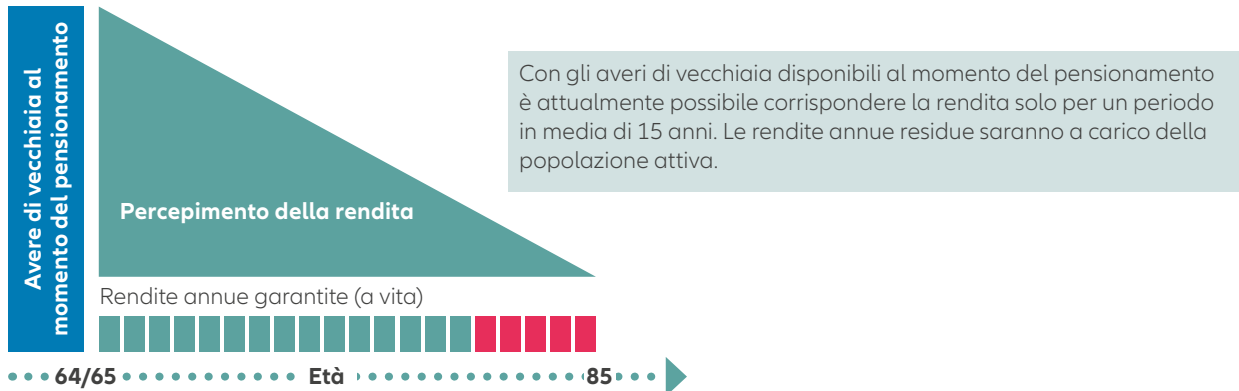 Avere di vecchiaia al
momento del pensionamento
Con gli averi di vecchiaia disponibili al momento del pensionamento
è attualmente possibile corrispondere la rendita solo per un periodo
in media di 15 anni. Le rendite annue residue saranno a carico della
popolazione attiva.
Percepimento della rendita
Rendite annue garantite (a vita)
64/65 Età 85